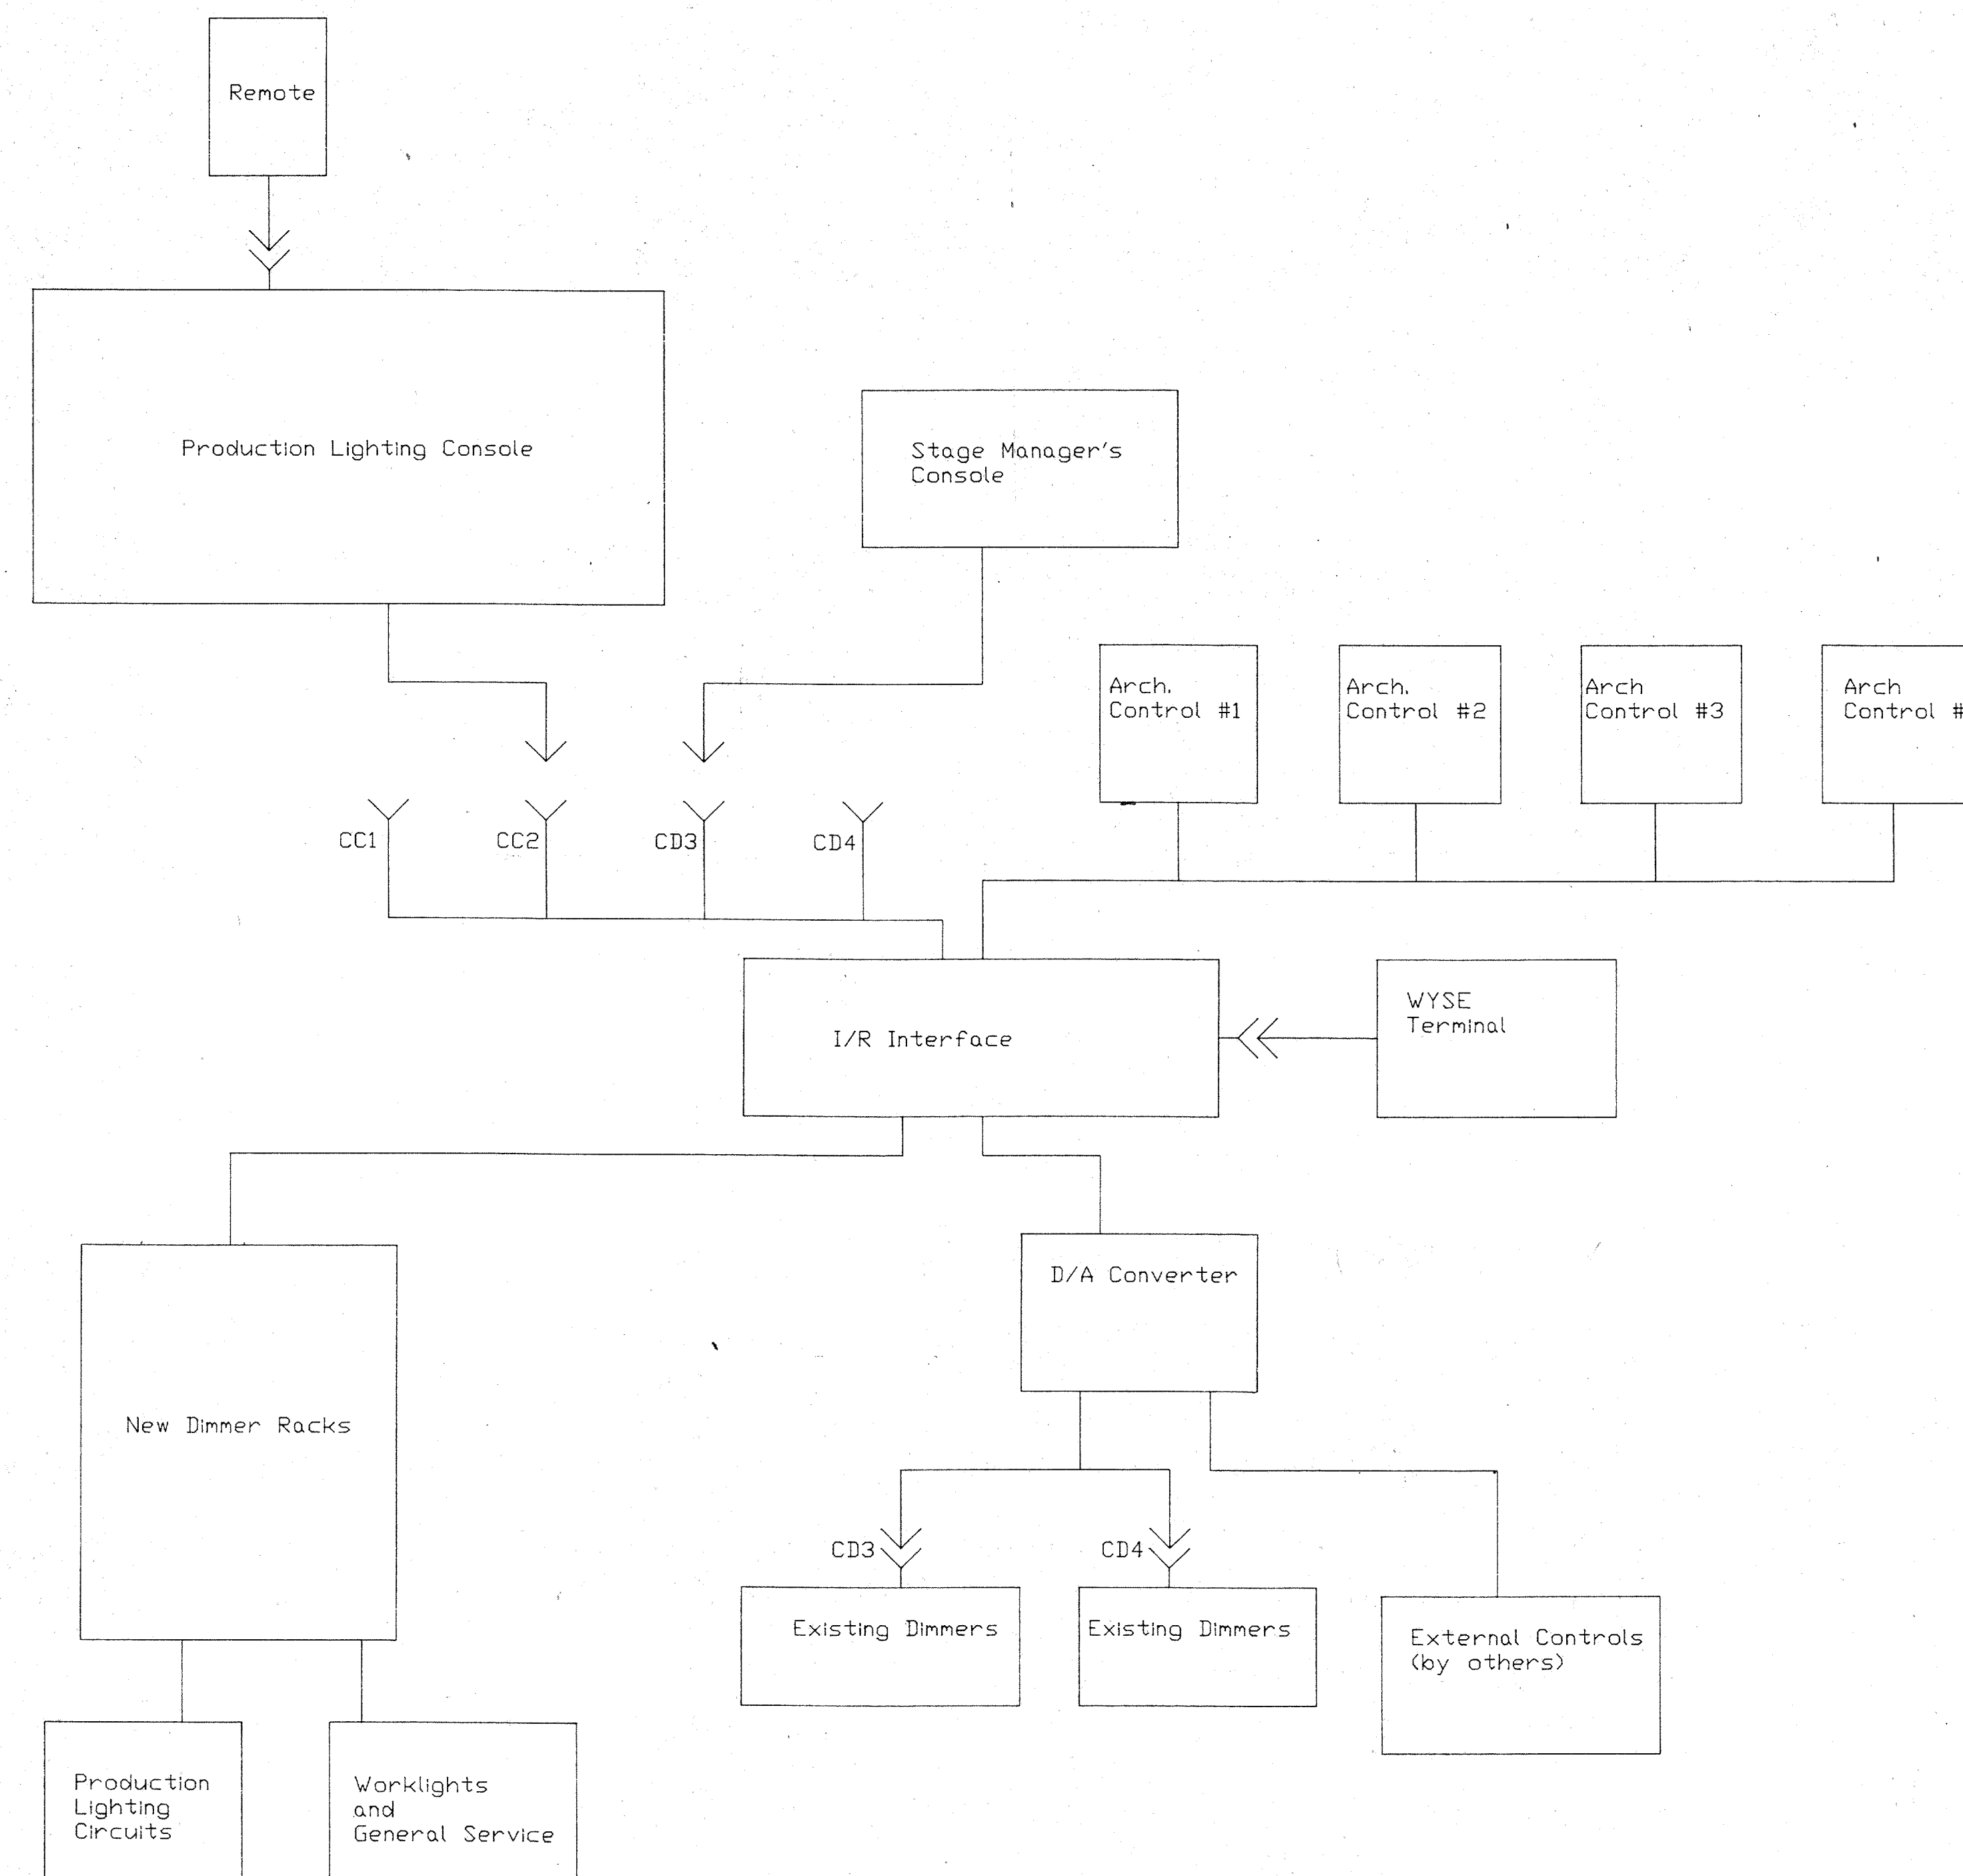 Remote
Production Lighting Console
Stage Manager's
Console
Arch.
Control #1
Arch.
Control #2
Arch
Control #3
Arch
Control #
CC1
CC2
CD3
CD4
I/R Interface
WYSE
Terminal
D/A Converter
New Dimmer Racks
CD3
CD4
Existing Dimmers
Existing Dimmers
External Controls
(by others)
Production
Lighting
Circuits
Worklights
and
General Service